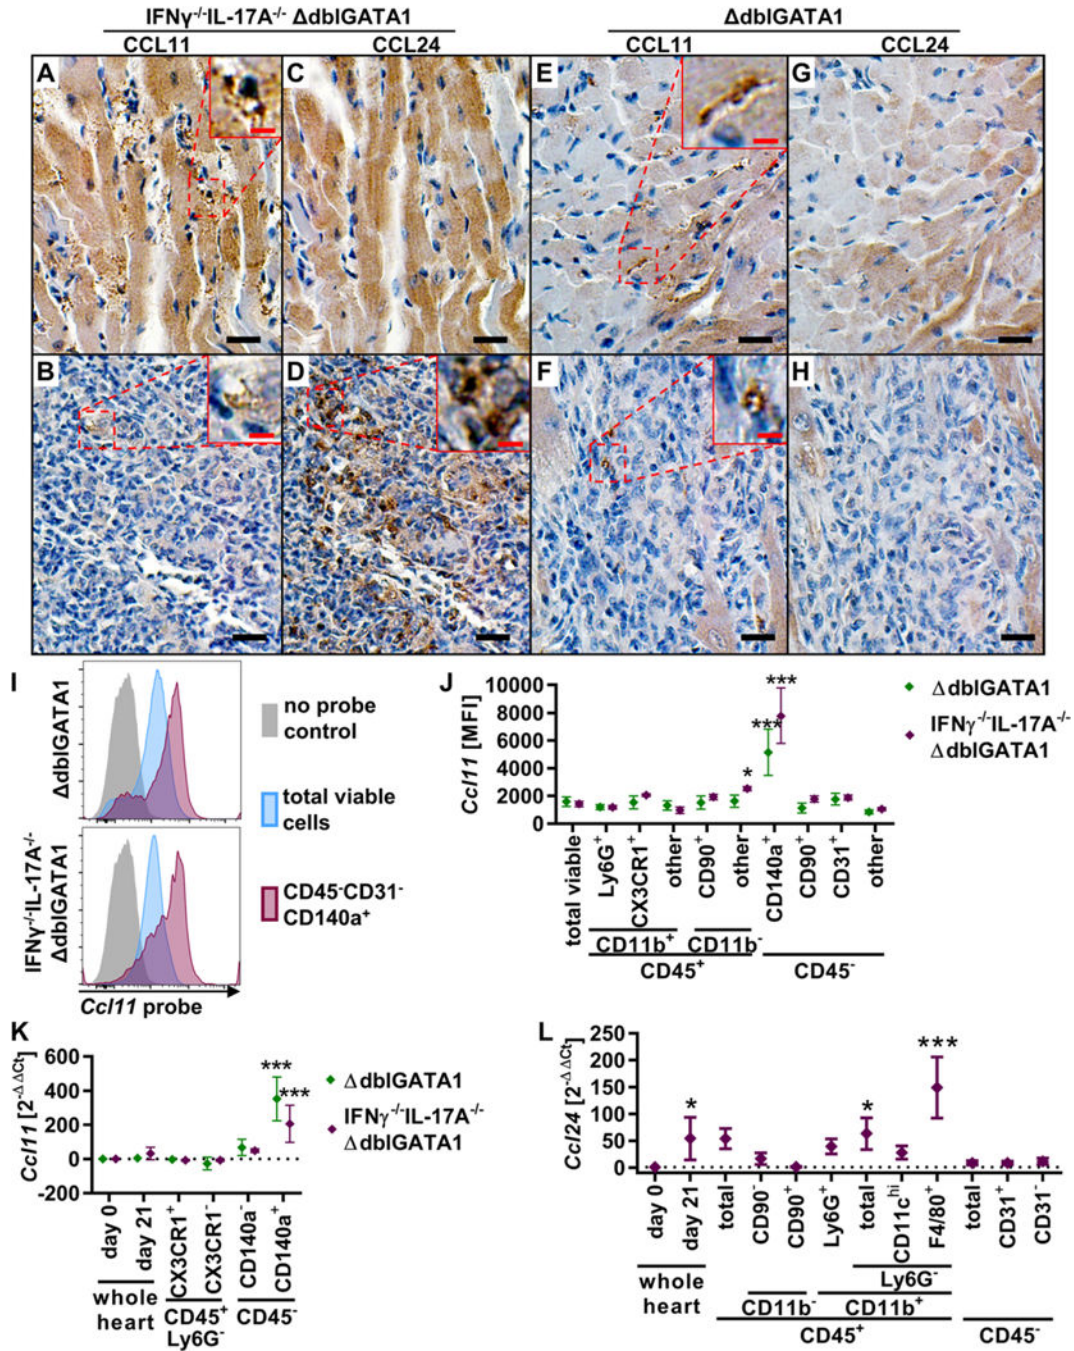 IFNγ-/-IL-17A-/- ΔdblGATA1
ΔdblGATA1
CCL11
CCL24
CCL11
CCL24
A
C
E
G
B
D
F
H
I
ΔdblGATA1
IFNγ-/-IL-17A-/-
ΔdblGATA1
Ccl11 probe
no probe
control
total viable
cells
CD45-CD31-
CD140a+
J
Ccl11 [MFI]
10000
8000
6000
4000
2000
0
***
***
*
ΔdblGATA1
IFNγ-/-IL-17A-/-
ΔdblGATA1
total viable
Ly6G+
CX3CR1+
other
CD90+
other
CD140a+
CD90+
CD31+
other
CD11b+
CD11b-
CD45+
CD45-
K
Ccl11 [2-ΔΔCt]
600
400
200
0
-200
***
***
ΔdblGATA1
IFNγ-/-IL-17A-/-
ΔdblGATA1
day 0
day 21
CX3CR1+
CX3CR1-
CD140a-
CD140a+
whole
heart
CD45+
Ly6G-
CD45-
L
Ccl24 [2-ΔΔCt]
250
200
150
100
50
0
*
*
***
day 0
day 21
total
CD90-
CD90+
Ly6G+
total
CD11chi
F4/80+
total
CD31+
CD31-
Ly6G-
whole
heart
CD11b-
CD11b+
CD45+
CD45-